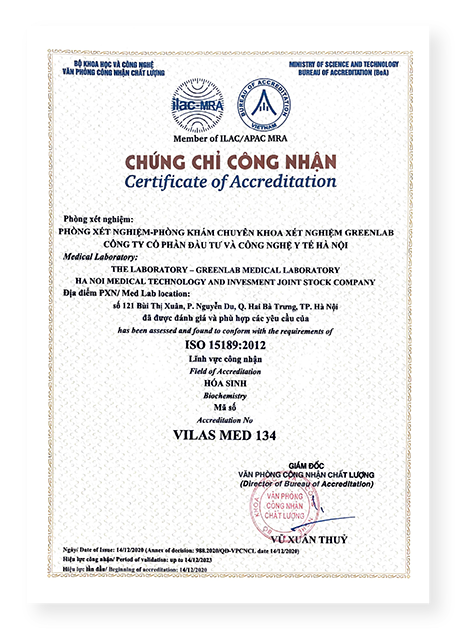 BỘ KHOA HỌC VÀ CÔNG NGHỆ
VĂN PHÒNG CÔNG NHẬN CHẤT LƯỢNG
MINISTRY OF SCIENCE AND TECHNOLOGY
BUREAU OF ACCREDITATION (BoA)
ilac-MRA
BUREAU OF ACCREDITATION
VIETNAM
Member of ILAC/APAC MRA
CHỨNG CHỈ CÔNG NHẬN
Certificate of Accreditation
Phòng xét nghiệm:
PHÒNG XÉT NGHIỆM-PHÒNG KHÁM CHUYÊN KHOA XÉT NGHIỆM GREENLAB
CÔNG TY CỔ PHẦN ĐẦU TƯ VÀ CÔNG NGHỆ Y TẾ HÀ NỘI
Medical Laboratory:
THE LABORATORY – GREENLAB MEDICAL LABORATORY
HA NOI MEDICAL TECHNOLOGY AND INVESMENT JOINT STOCK COMPANY
Địa điểm PXN/ Med Lab location:
số 121 Bùi Thị Xuân, P. Nguyễn Du, Q. Hai Bà Trưng, TP. Hà Nội
đã được đánh giá và phù hợp các yêu cầu của
has been assessed and found to conform with the requirements of
ISO 15189:2012
Lĩnh vực công nhận
Field of Accreditation
HÓA SINH
Biochemistry
Mã số
Accreditation No
VILAS MED 134
GIÁM ĐỐC
VĂN PHÒNG CÔNG NHẬN CHẤT LƯỢNG
(Director of Bureau of Accreditation)
VĂN PHÒNG
CÔNG NHẬN
CHẤT LƯỢNG
VŨ XUÂN THUỶ
Ngày/ Date of Issue: 14/12/2020 (Annex of decision: 988.2020/QĐ-VPCNCL date 14/12/2020)
Hiệu lực công nhận/ Period of validation: up to 14/12/2023
Hiệu lực lần đầu/ Beginning of accreditation: 14/12/2020